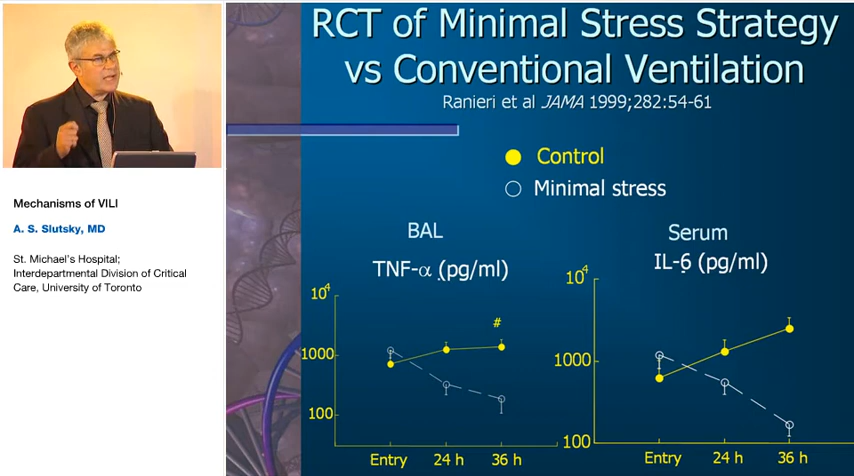 RCT of Minimal Stress Strategy
vs Conventional Ventilation
Ranieri et al JAMA 1999;282:54-61
Control
Minimal stress
Mechanisms of VILI
A. S. Slutsky, MD
St. Michael's Hospital;
Interdepartmental Division of Critical
Care, University of Toronto
BAL
TNF-α (pg/ml)
10⁴
1000
100
#
Entry 24 h 36 h
Serum
IL-6 (pg/ml)
10⁴
1000
100
Entry 24 h 36 h